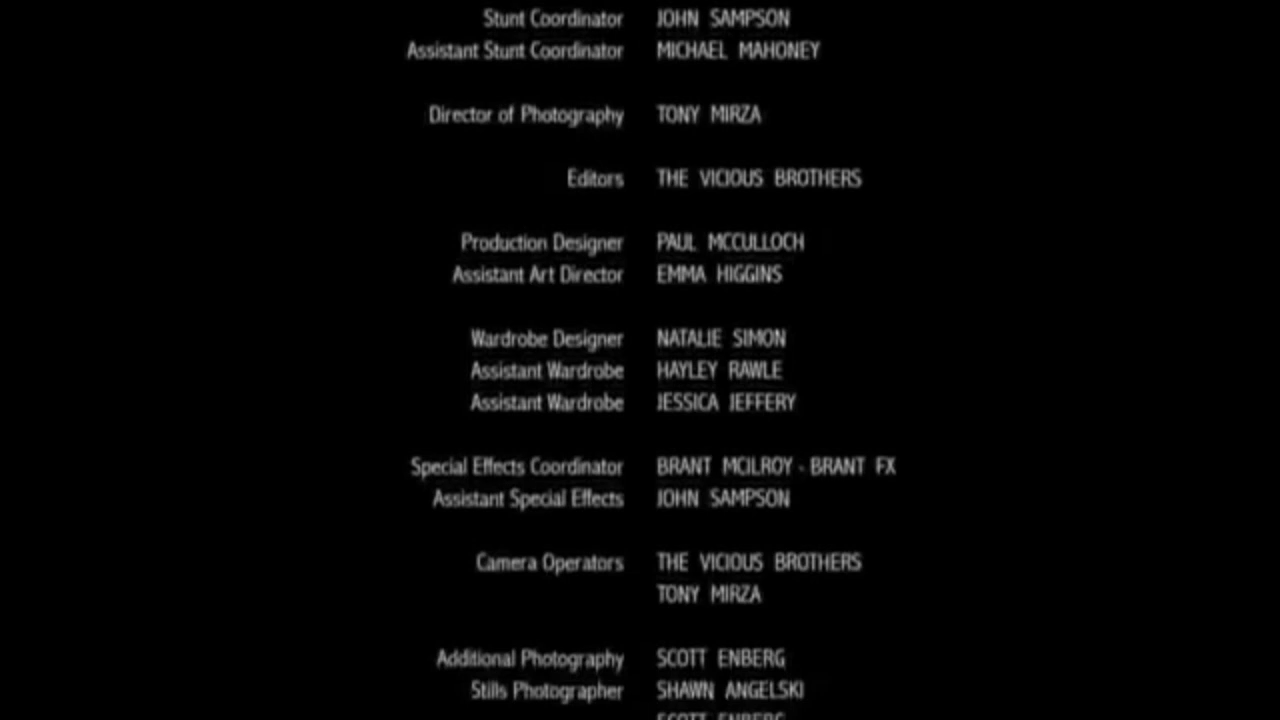 Stunt Coordinator JOHN SAMPSON
Assistant Stunt Coordinator MICHAEL MAHONEY
Director of Photography TONY MIRZA
Editors THE VICIOUS BROTHERS
Production Designer PAUL MCCULLOCH
Assistant Art Director EMMA HIGGINS
Wardrobe Designer NATALIE SIMON
Assistant Wardrobe HAYLEY RAWLE
Assistant Wardrobe JESSICA JEFFERY
Special Effects Coordinator BRANT MCILROY - BRANT FX
Assistant Special Effects JOHN SAMPSON
Camera Operators THE VICIOUS BROTHERS
TONY MIRZA
Additional Photography SCOTT ENBERG
Stills Photographer SHAWN ANGELSKI
SCOTT ENBERG